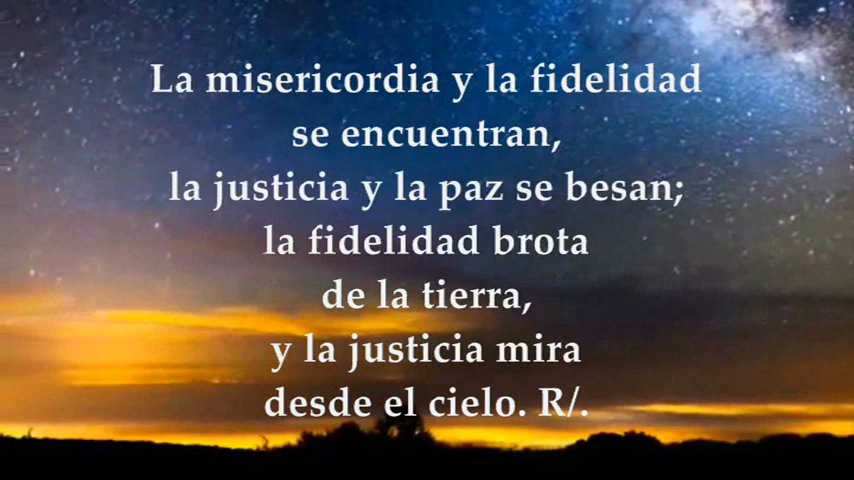 La misericordia y la fidelidad
se encuentran,
la justicia y la paz se besan;
la fidelidad brota
de la tierra,
y la justicia mira
desde el cielo. R/.